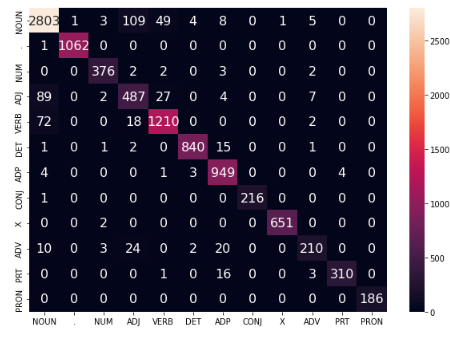 NOUN 2803 1 3 109 49 4 8 0 1 5 0 0
. 1 1062 0 0 0 0 0 0 0 0 0 0
NUM 0 0 376 2 2 0 3 0 0 2 0 0
ADJ 89 0 2 487 27 0 4 0 0 7 0 0
VERB 72 0 0 18 1210 0 0 0 0 2 0 0
DET 1 0 1 2 0 840 15 0 0 1 0 0
ADP 4 0 0 0 1 3 949 0 0 0 4 0
CONJ 1 0 0 0 0 0 0 216 0 0 0 0
X 0 0 2 0 0 0 0 0 651 0 0 0
ADV 10 0 3 24 0 2 20 0 0 210 0 0
PRT 0 0 0 0 1 0 16 0 0 3 310 0
PRON 0 0 0 0 0 0 0 0 0 0 0 186
NOUN . NUM ADJ VERB DET ADP CONJ X ADV PRT PRON
2500
2000
1500
1000
500
0